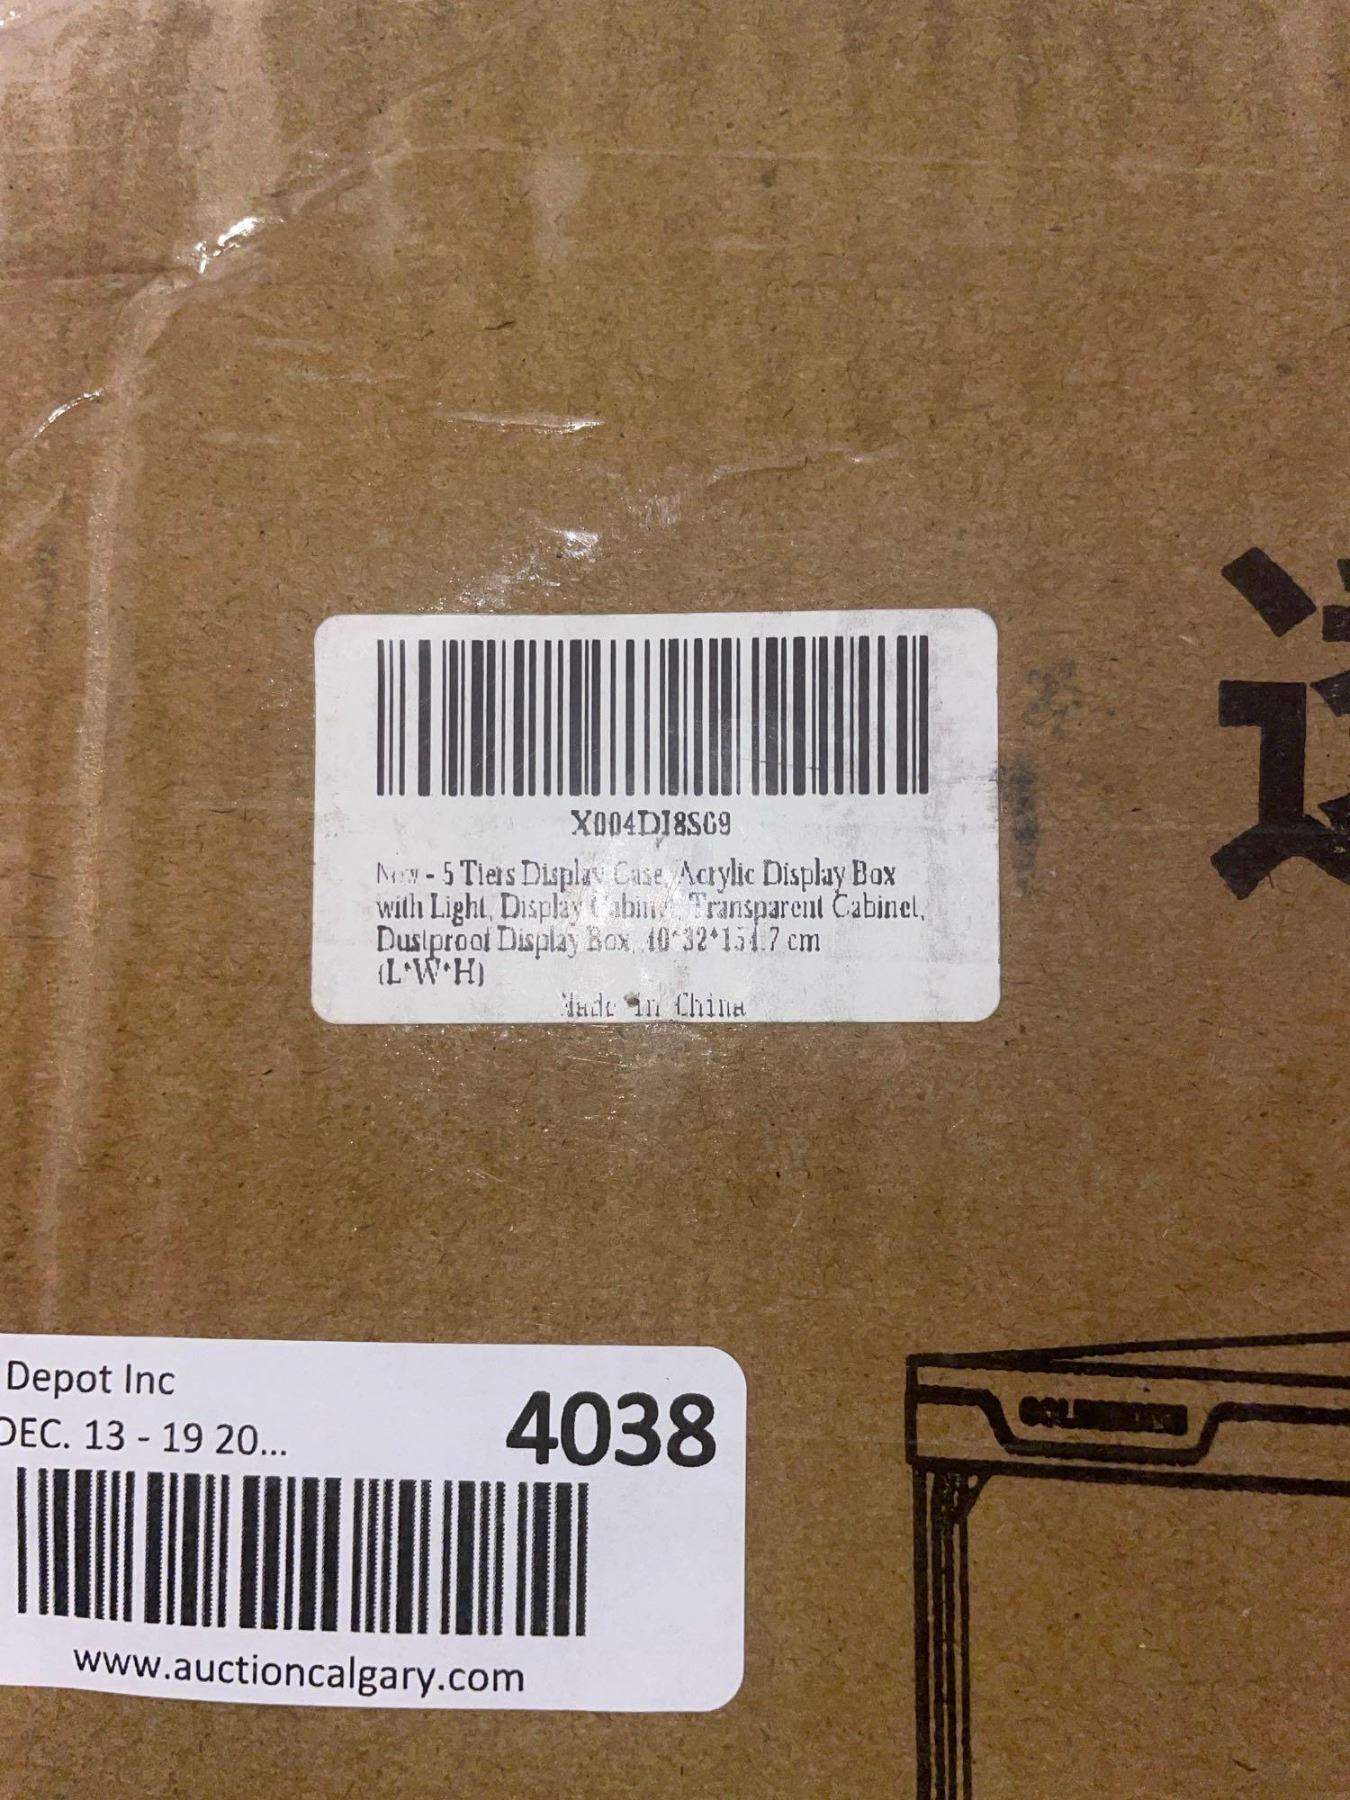 X004DI8SG9
New - 5 Tiers Display Case, Acrylic Display Box
with Light, Display Cabinet, Transparent Cabinet,
Dustproof Display Box, 40*32*154.7 cm
(L*W*H)
Made in China
Depot Inc
DEC. 13 - 19 20...
4038
www.auctioncalgary.com